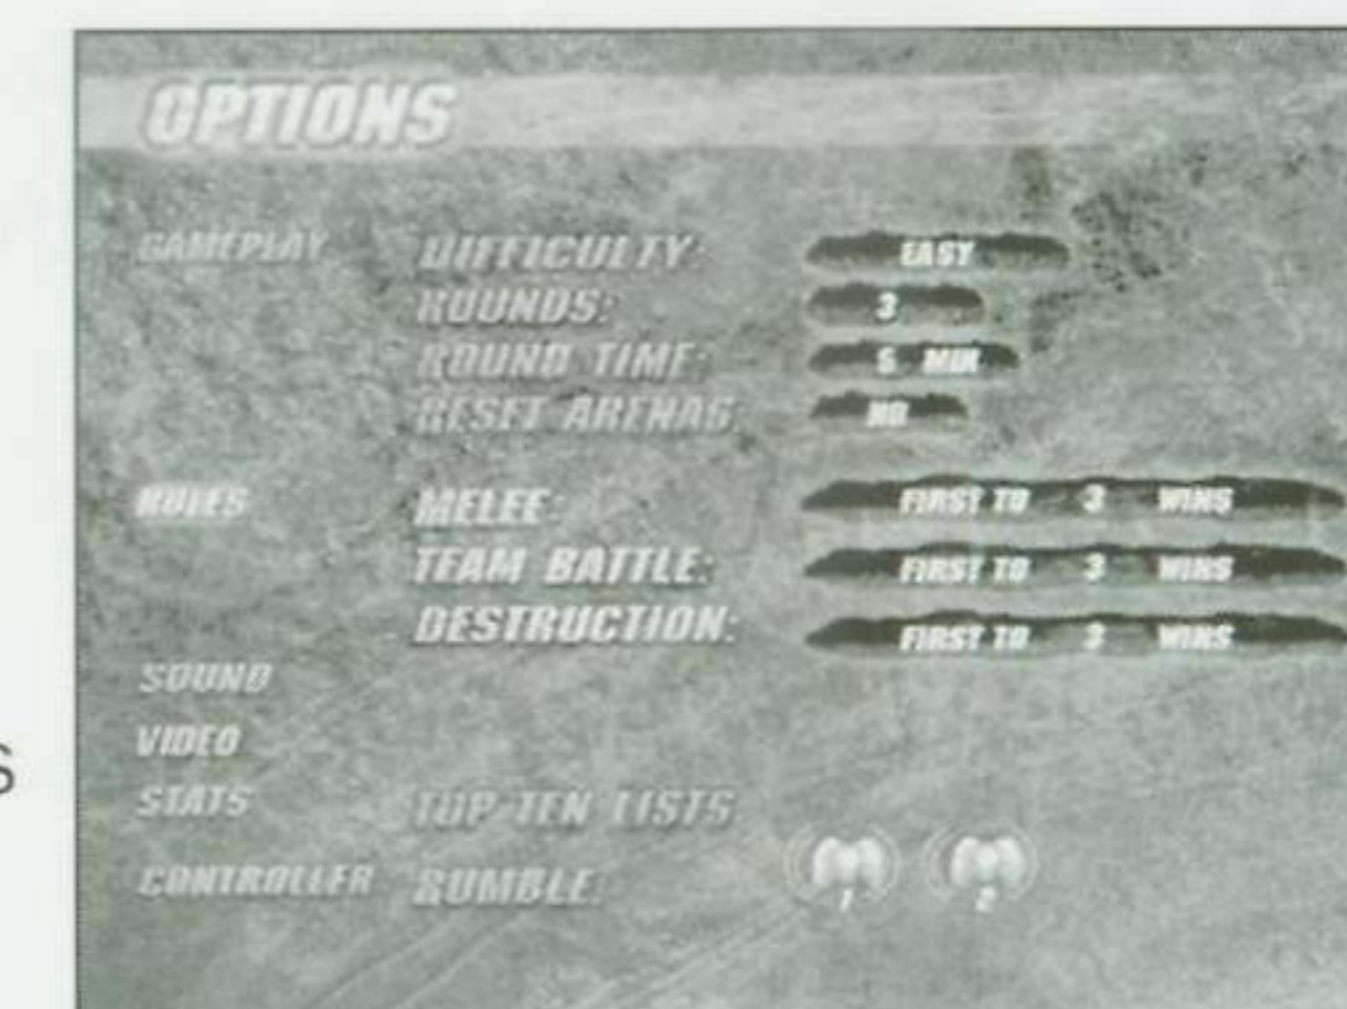 OPTIONS
GAMEPLAY DIFFICULTY: EASY
ROUNDS: 3
ROUND TIME: MIN
RESET ARENAS: NO
RULES MELEE: FIRST TO 3 WINS
TEAM BATTLE: FIRST TO 3 WINS
DESTRUCTION: FIRST TO 3 WINS
SOUND
VIDEO
S
STATS TOP TEN LISTS
CONTROLLER RUMBLE: 1 2